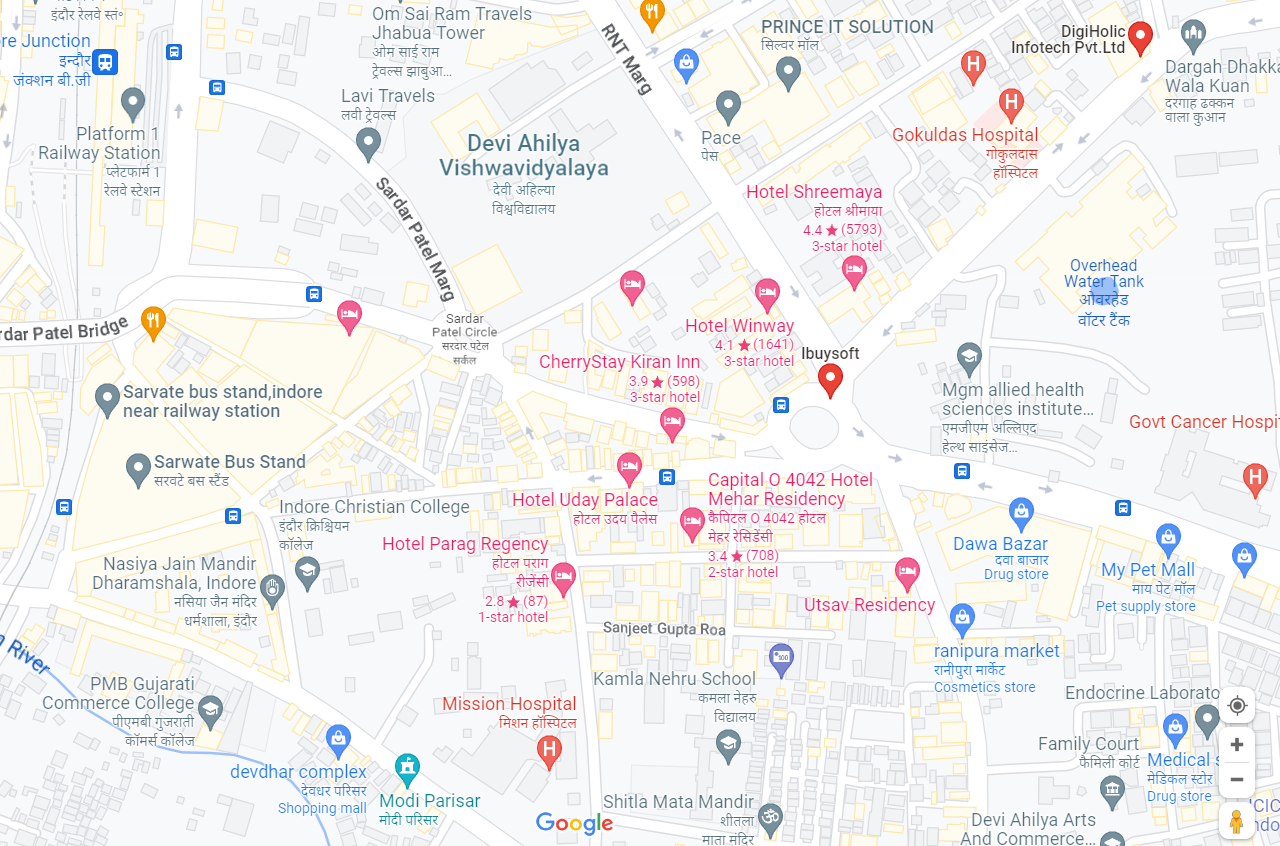 इंदौर रेलवे स्तं॰
Om Sai Ram Travels
Jhabua Tower
ओम साई राम
ट्रेवल्स झाबुआ...
RNT Marg
PRINCE IT SOLUTION
सिल्वर मॉल
DigiHolic
Infotech Pvt.Ltd
re Junction
इन्दौर
जंक्शन बी.जी
Dargah Dhakka
Wala Kuan
दरगाह ढक्कन
वाला कुआन
Lavi Travels
लवी ट्रेवल्स
Platform 1
Railway Station
प्लेटफार्म 1
रेलवे स्टेशन
Devi Ahilya
Vishwavidyalaya
देवी अहिल्या
विश्वविद्यालय
Pace
पेस
Gokuldas Hospital
गोकुलदास
हॉस्पिटल
Sardar Patel Marg
Hotel Shreemaya
होटल श्रीमाया
4.4 ★ (5793)
3-star hotel
Overhead
Water Tank
ओवरहेड
वॉटर टैंक
rdar Patel Bridge
Sardar
Patel Circle
सरदार पटेल
सर्कल
Hotel Winway
4.1 ★ (1641)
3-star hotel
Ibuysoft
CherryStay Kiran Inn
3.9 ★ (598)
3-star hotel
Sarvate bus stand,indore
near railway station
Mgm allied health
sciences institute...
एमजीएम अल्लिएद
हेल्थ साइंसेज...
Govt Cancer Hospi
Sarwate Bus Stand
सरवटे बस स्टैंड
Hotel Uday Palace
होटल उदय पैलेस
Capital O 4042 Hotel
Mehar Residency
कैपिटल O 4042 होटल
मेहर रेसिडेंसी
3.4 ★ (708)
2-star hotel
Indore Christian College
इंदौर क्रिश्चियन
कॉलेज
Hotel Parag Regency
होटल पराग
रीजेंसी
2.8 ★ (87)
1-star hotel
Dawa Bazar
दवा बाजार
Drug store
My Pet Mall
माय पेट मॉल
Pet supply store
Nasiya Jain Mandir
Dharamshala, Indore
नसिया जैन मंदिर
धर्मशाला, इंदौर
Utsav Residency
Sanjeet Gupta Roa
River
ranipura market
रानीपुरा मार्केट
Cosmetics store
PMB Gujarati
Commerce College
पीएमबी गुजराती
कॉमर्स कॉलेज
Kamla Nehru School
कमला नेहरु
विद्यालय
100
Endocrine Laborato
Mission Hospital
मिशन हॉस्पिटल
Family Court
फैमिली कोर्ट
Medical s
मेडिकल स्टोर
Drug store
devdhar complex
देवधर परिसर
Shopping mall
Modi Parisar
मोदी परिसर
Shitla Mata Mandir
शीतला
माता मंदिर
Devi Ahilya Arts
And Commerce...
CIC
ndo
Google